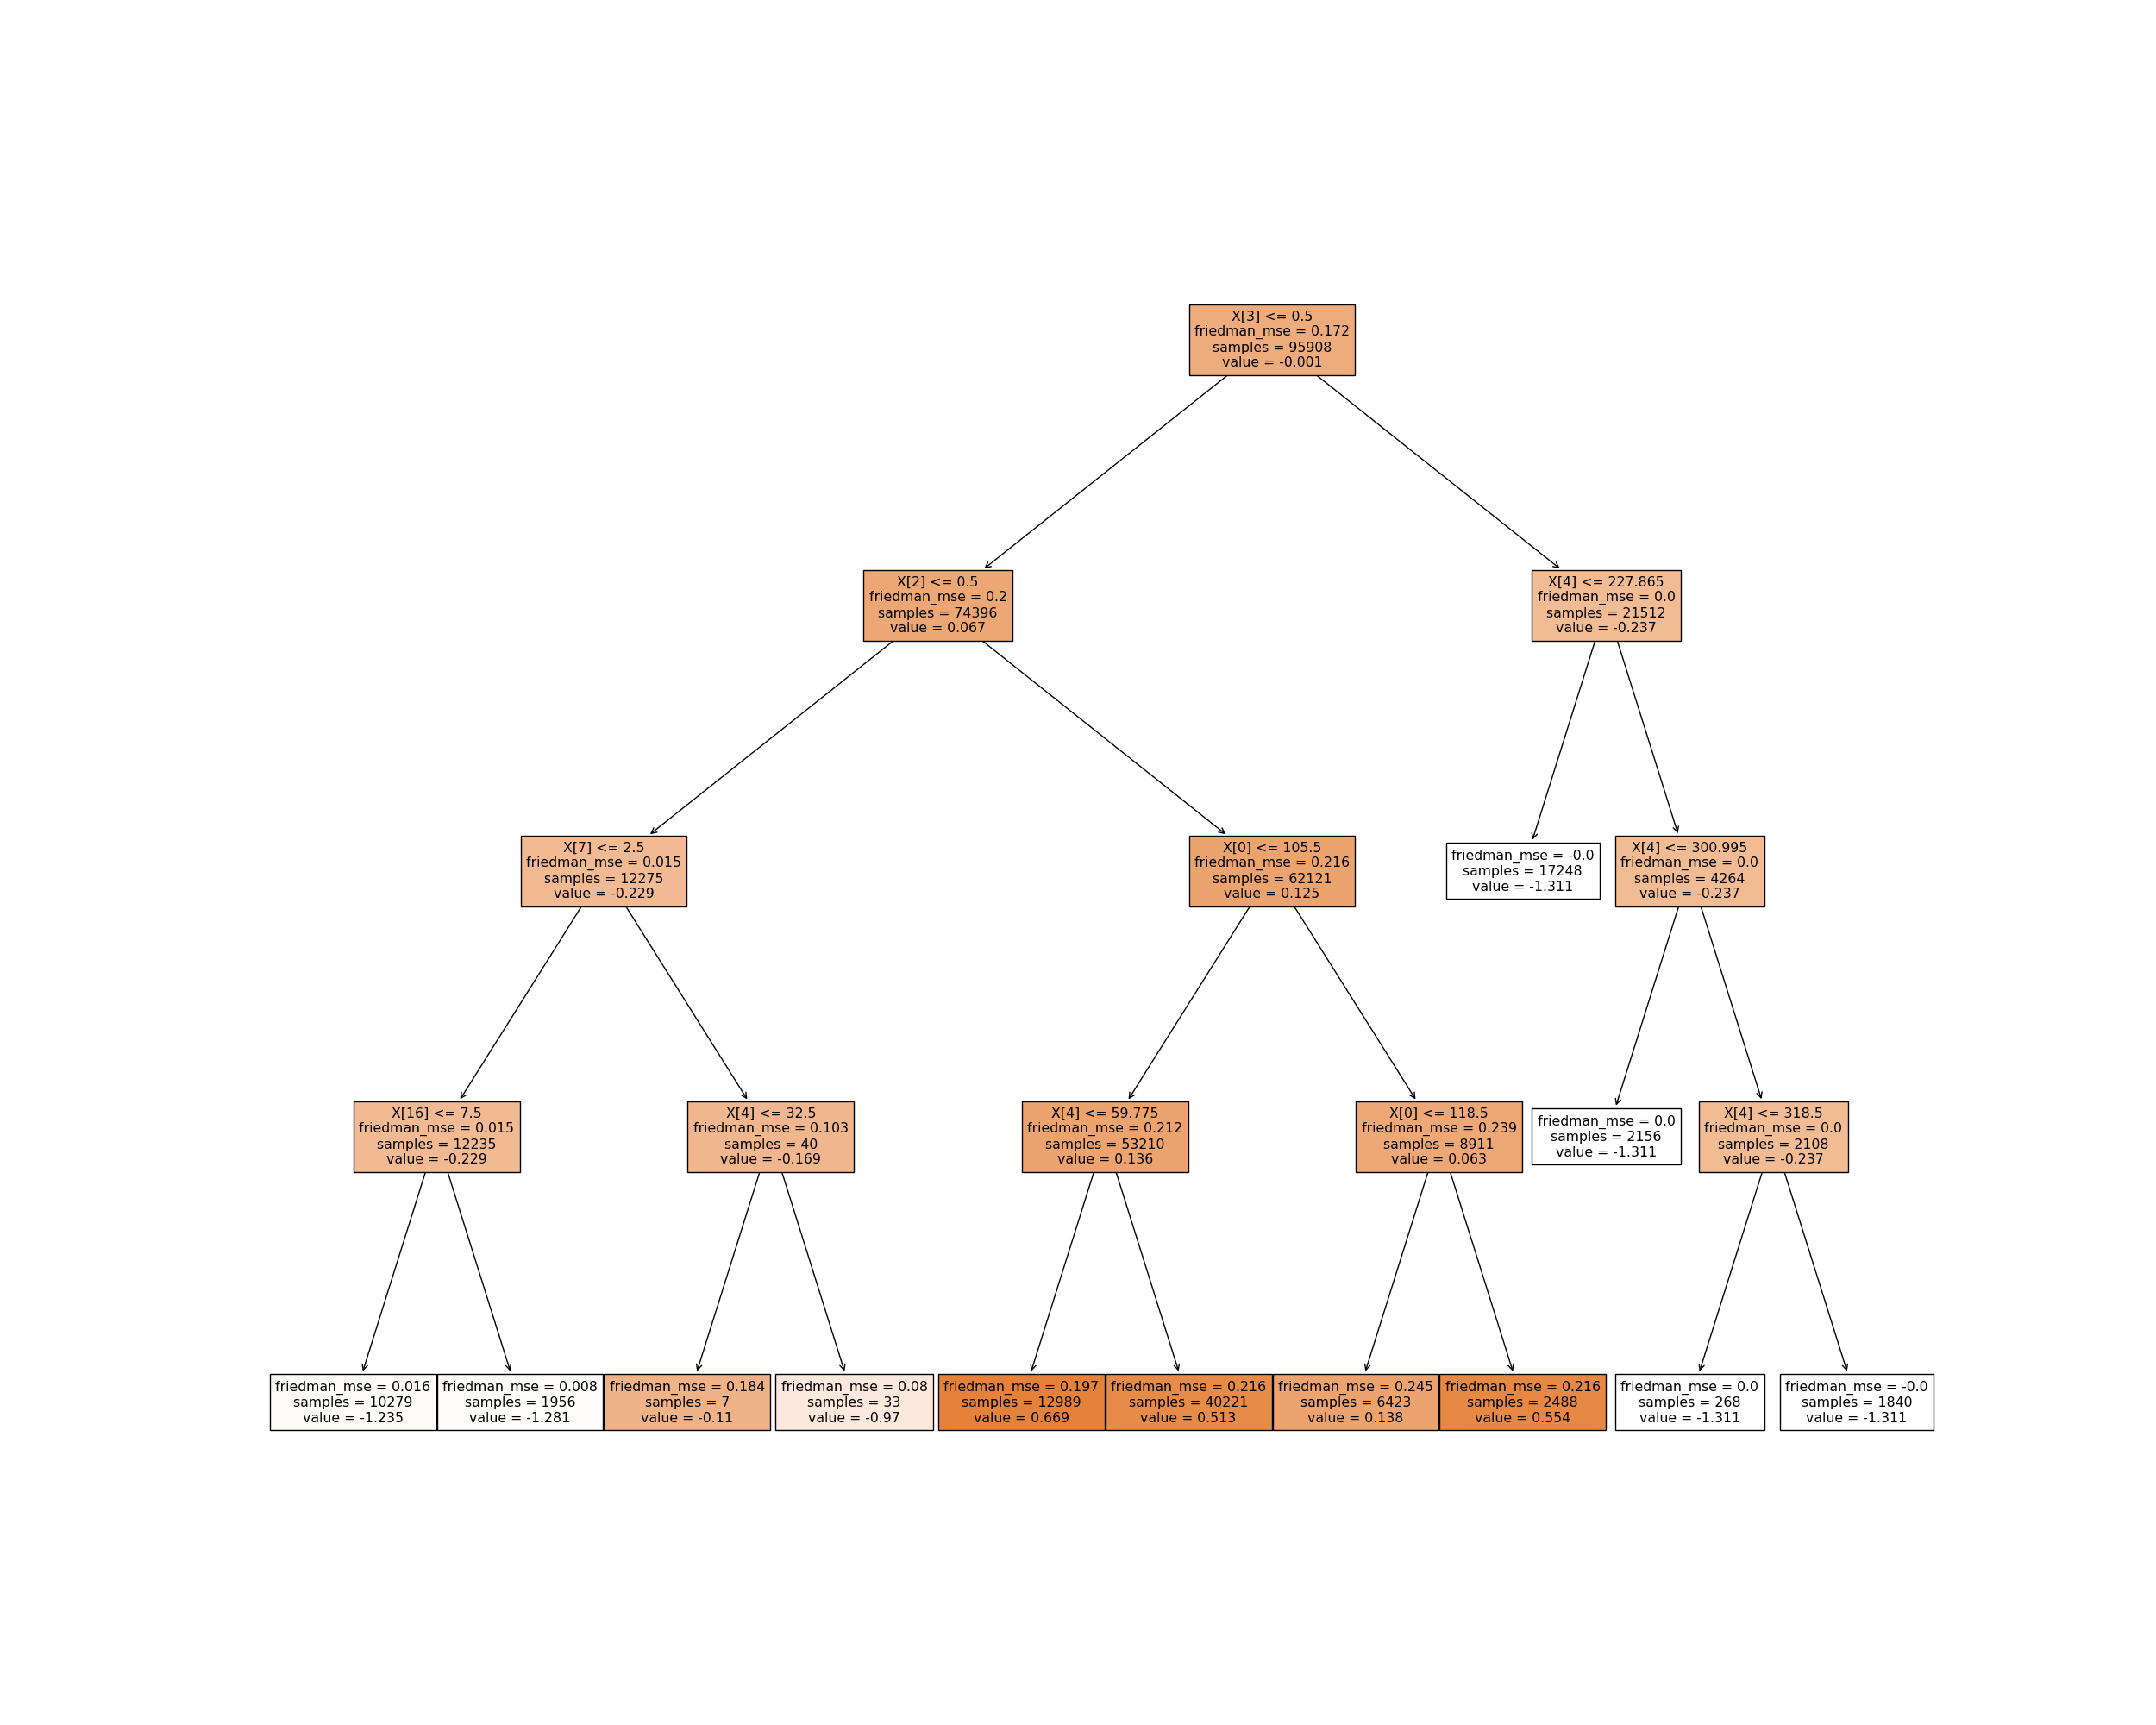 X[3] <= 0.5
friedman_mse = 0.172
samples = 95908
value = -0.001
X[2] <= 0.5
friedman_mse = 0.2
samples = 74396
value = 0.067
X[4] <= 227.865
friedman_mse = 0.0
samples = 21512
value = -0.237
X[7] <= 2.5
friedman_mse = 0.015
samples = 12275
value = -0.229
X[0] <= 105.5
friedman_mse = 0.216
samples = 62121
value = 0.125
friedman_mse = -0.0
samples = 17248
value = -1.311
X[4] <= 300.995
friedman_mse = 0.0
samples = 4264
value = -0.237
X[16] <= 7.5
friedman_mse = 0.015
samples = 12235
value = -0.229
X[4] <= 32.5
friedman_mse = 0.103
samples = 40
value = -0.169
X[4] <= 59.775
friedman_mse = 0.212
samples = 53210
value = 0.136
X[0] <= 118.5
friedman_mse = 0.239
samples = 8911
value = 0.063
friedman_mse = 0.0
samples = 2156
value = -1.311
X[4] <= 318.5
friedman_mse = 0.0
samples = 2108
value = -0.237
friedman_mse = 0.016
samples = 10279
value = -1.235
friedman_mse = 0.008
samples = 1956
value = -1.281
friedman_mse = 0.184
samples = 7
value = -0.11
friedman_mse = 0.08
samples = 33
value = -0.97
friedman_mse = 0.197
samples = 12989
value = 0.669
friedman_mse = 0.216
samples = 40221
value = 0.513
friedman_mse = 0.245
samples = 6423
value = 0.138
friedman_mse = 0.216
samples = 2488
value = 0.554
friedman_mse = 0.0
samples = 268
value = -1.311
friedman_mse = -0.0
samples = 1840
value = -1.311